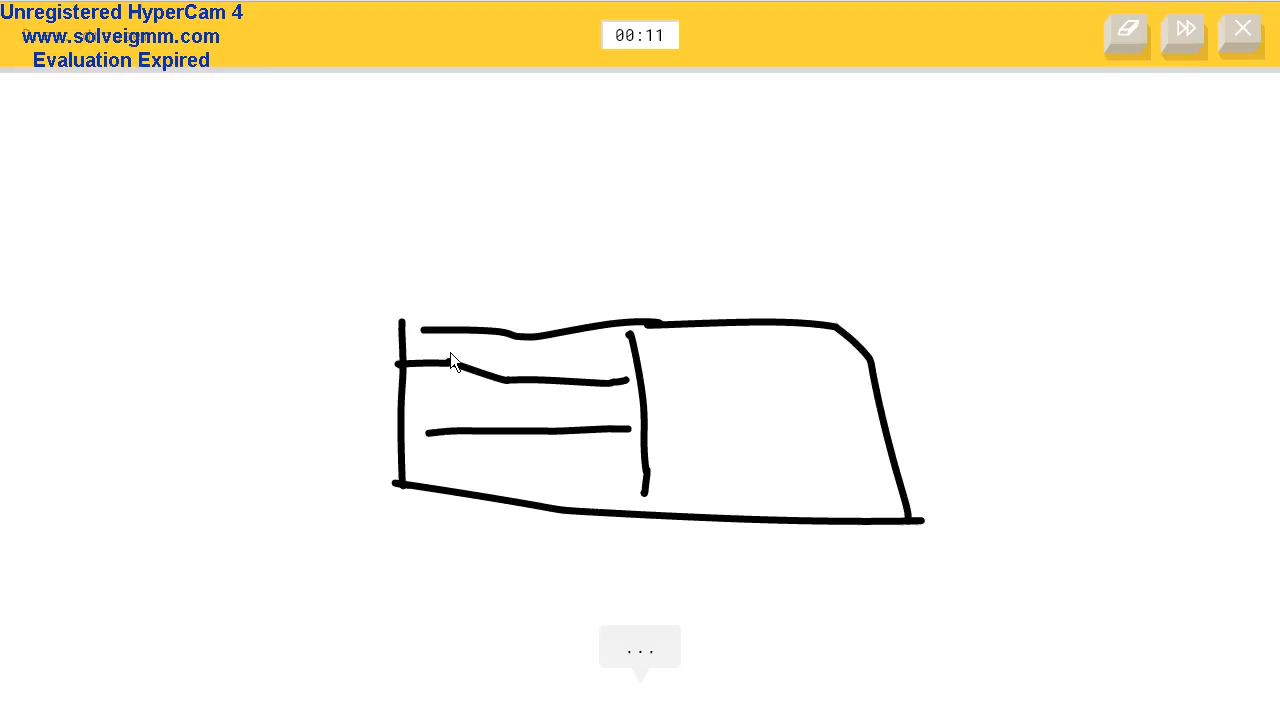 Unregistered HyperCam 4
www.solveigmm.com
Evaluation Expired
00:11
...